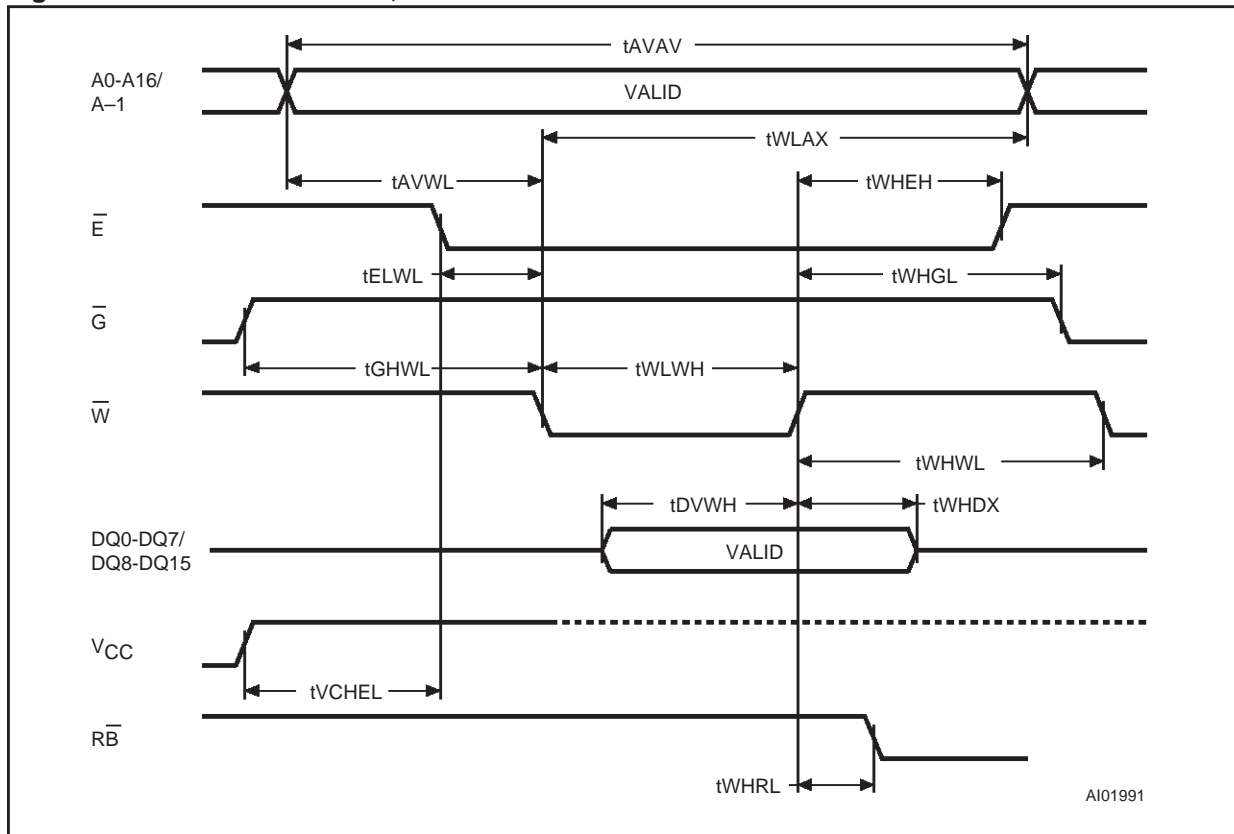 tAVAV
A0-A16/
A–1
VALID
tWLAX
tAVWL
tWHEH
E̅
tELWL
tWHGL
G̅
tGHWL
tWLWH
W̅
tWHWL
tDVWH
tWHDX
DQ0-DQ7/
DQ8-DQ15
VALID
VCC
tVCHEL
RB̅
tWHRL
AI01991